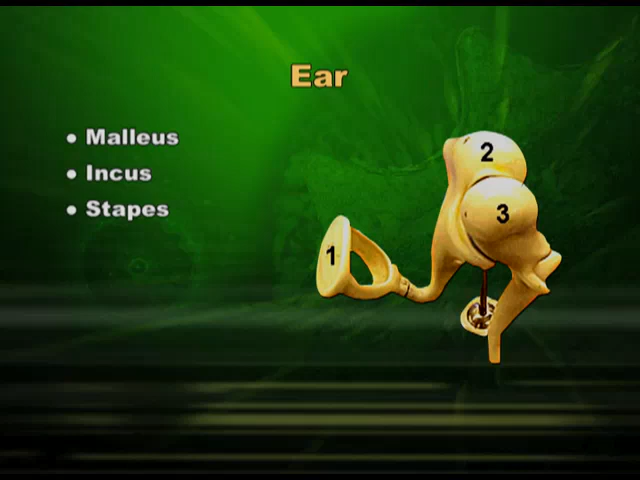 Ear
• Malleus
• Incus
• Stapes
2
3
1